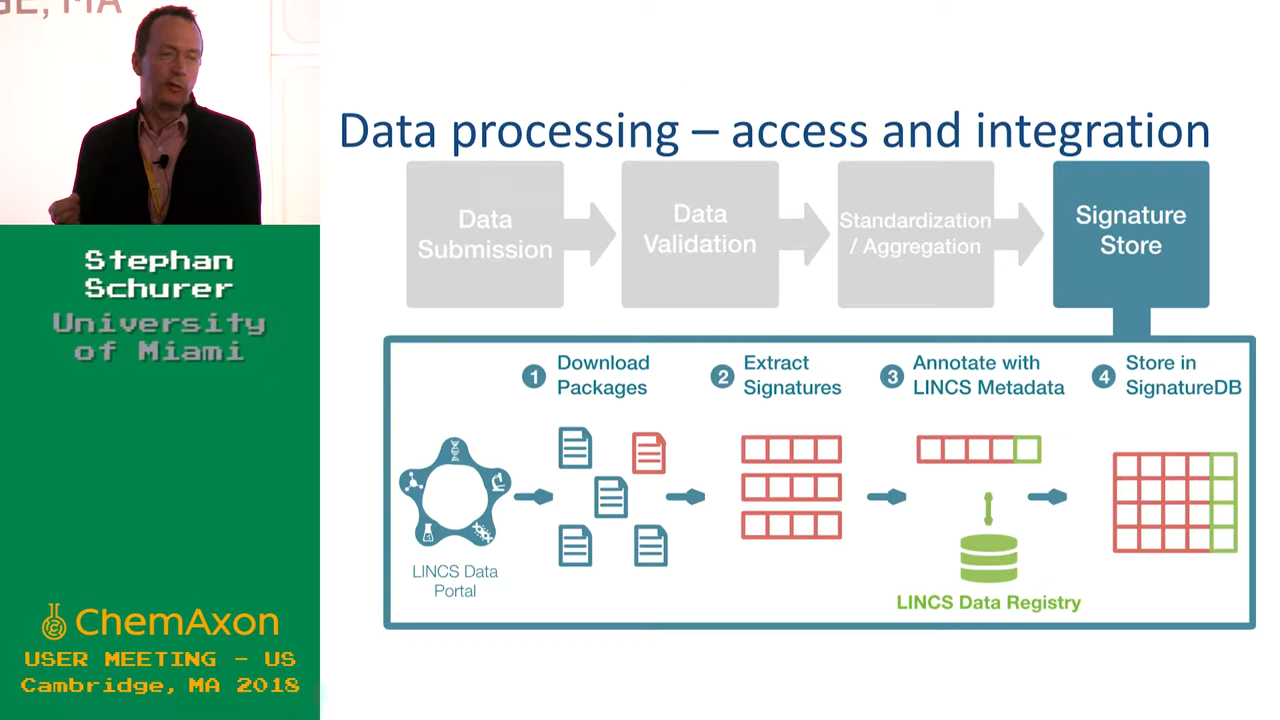 GE, MA
Data processing – access and integration
Data
Submission
Data
Validation
Standardization
/ Aggregation
Signature
Store
Stephan
Schurer
University
of Miami
1 Download
Packages
2 Extract
Signatures
3 Annotate with
LINCS Metadata
4 Store in
SignatureDB
LINCS Data
Portal
LINCS Data Registry
ChemAxon
USER MEETING – US
Cambridge, MA 2018